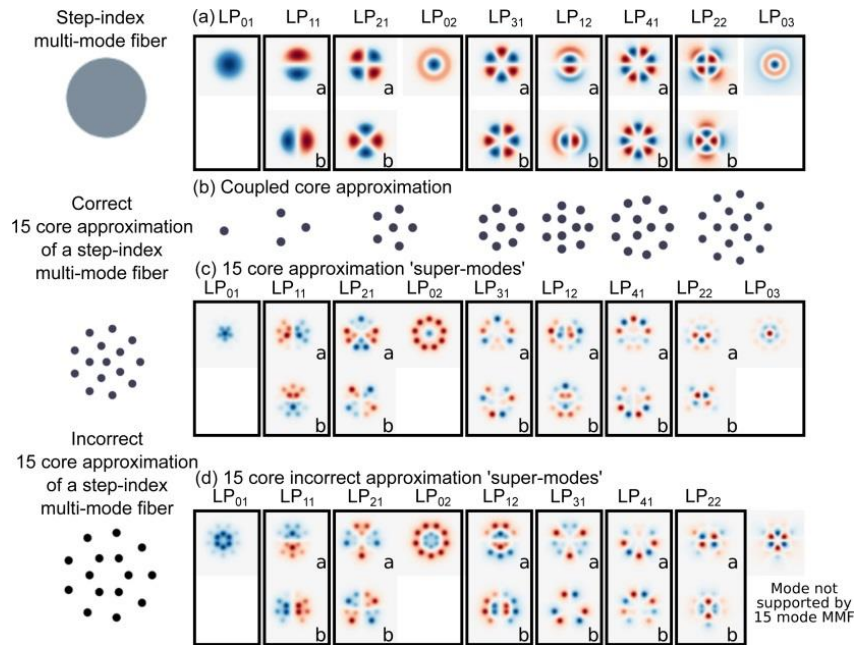 Step-index
multi-mode fiber
(a) LP01 LP11 LP21 LP02 LP31 LP12 LP41 LP22 LP03
a a a a a a
b b b b b b
(b) Coupled core approximation
Correct
15 core approximation
of a step-index
multi-mode fiber
(c) 15 core approximation 'super-modes'
LP01 LP11 LP21 LP02 LP31 LP12 LP41 LP22 LP03
a a a a a a
b b b b b b
Incorrect
15 core approximation
of a step-index
multi-mode fiber
(d) 15 core incorrect approximation 'super-modes'
LP01 LP11 LP21 LP02 LP12 LP31 LP41 LP22
a a a a a a
b b b b b b
Mode not
supported by
15 mode MMF